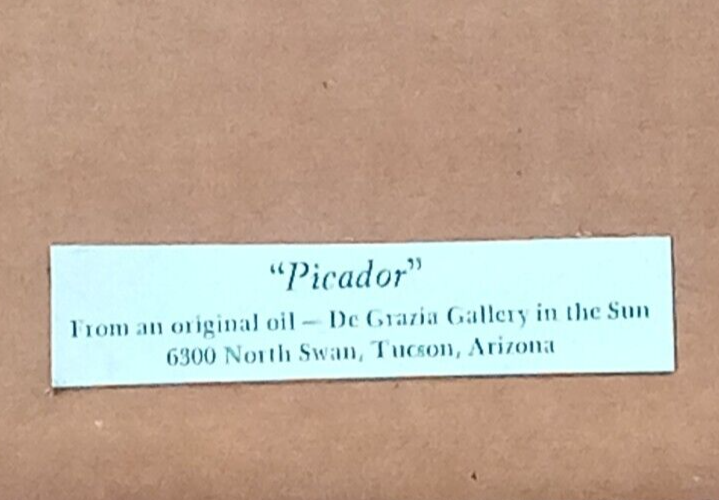 “Picador”
From an original oil — De Grazia Gallery in the Sun
6300 North Swan, Tucson, Arizona